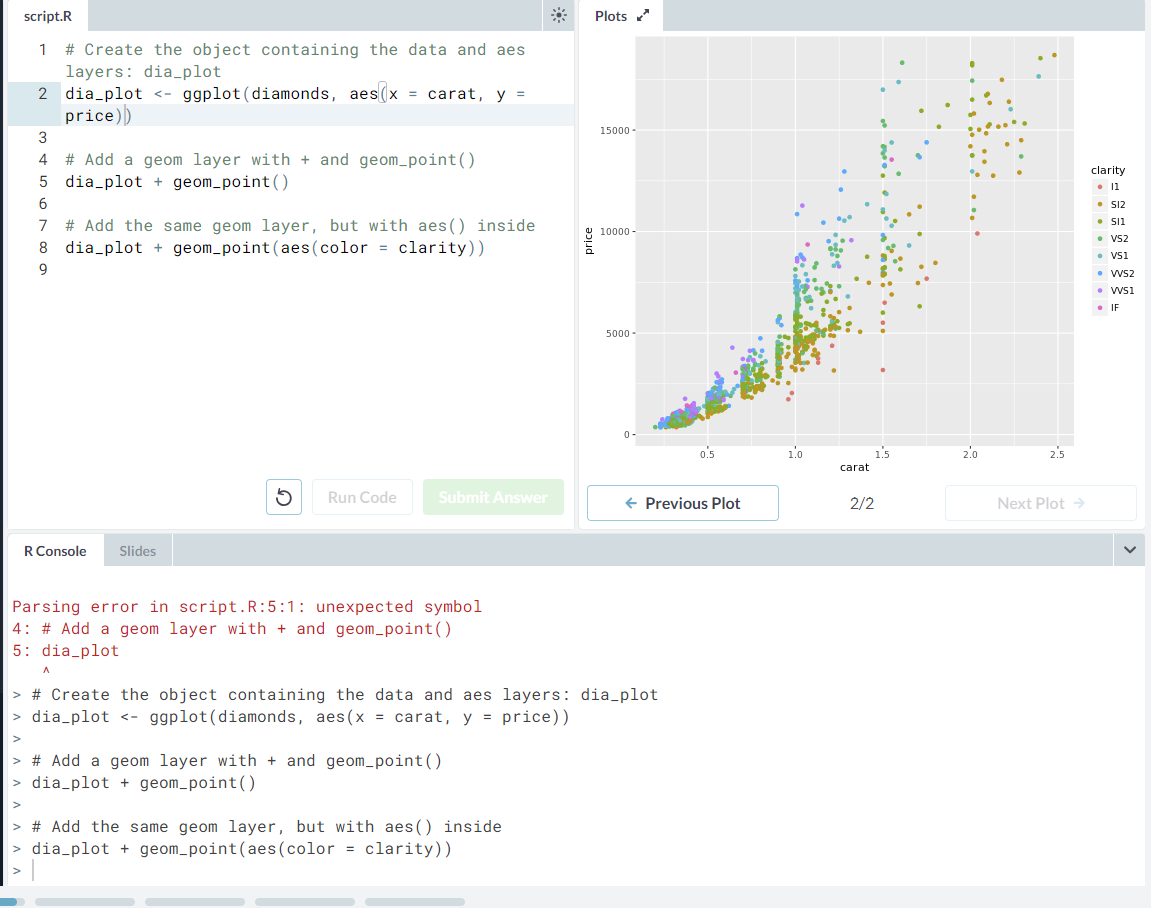 script.R
1 # Create the object containing the data and aes
layers: dia_plot
2 dia_plot <- ggplot(diamonds, aes(x = carat, y =
price))
3
4 # Add a geom layer with + and geom_point()
5 dia_plot + geom_point()
6
7 # Add the same geom layer, but with aes() inside
8 dia_plot + geom_point(aes(color = clarity))
9
Run Code
Submit Answer
Plots
15000
10000
5000
0
price
0.5 1.0 1.5 2.0 2.5
carat
clarity
I1
SI2
SI1
VS2
VS1
VVS2
VVS1
IF
← Previous Plot
2/2
Next Plot →
R Console
Slides
Parsing error in script.R:5:1: unexpected symbol
4: # Add a geom layer with + and geom_point()
5: dia_plot
^
> # Create the object containing the data and aes layers: dia_plot
> dia_plot <- ggplot(diamonds, aes(x = carat, y = price))
>
> # Add a geom layer with + and geom_point()
> dia_plot + geom_point()
>
> # Add the same geom layer, but with aes() inside
> dia_plot + geom_point(aes(color = clarity))
>